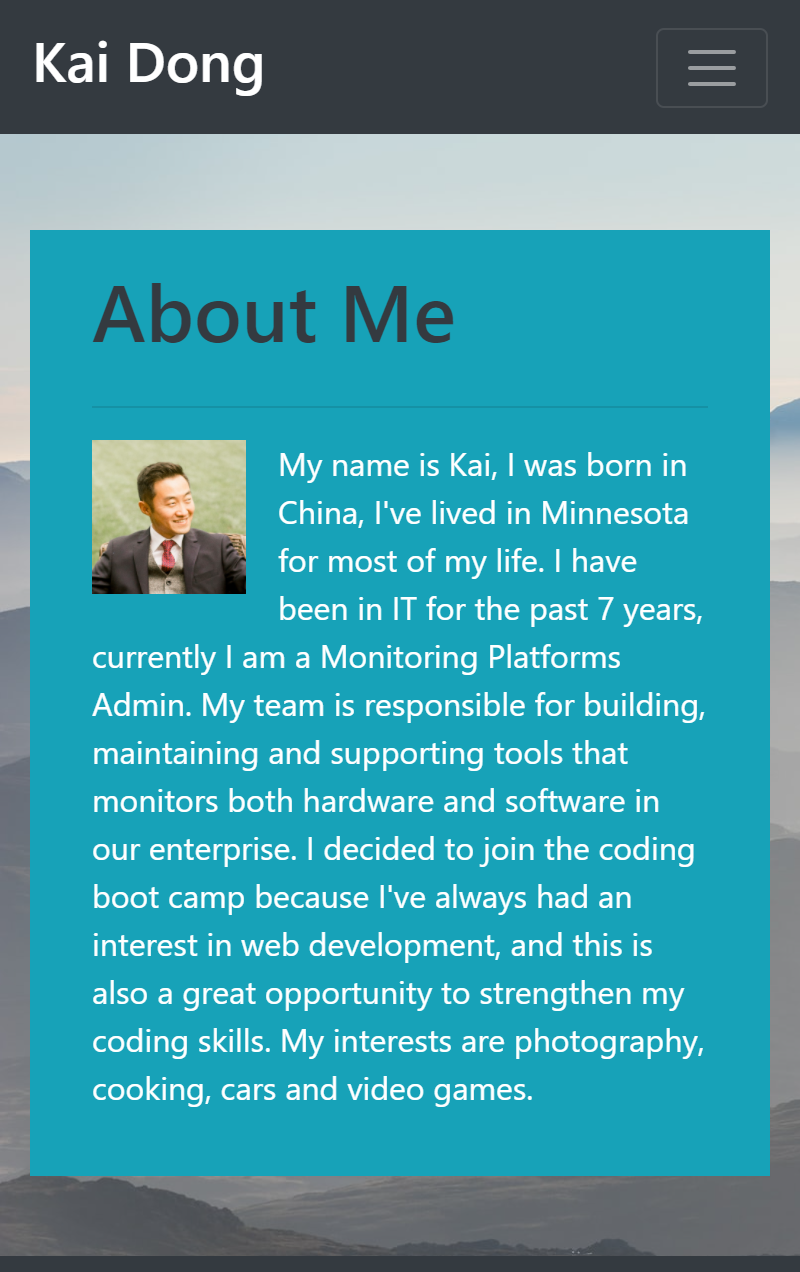 Kai Dong
About Me
My name is Kai, I was born in
China, I've lived in Minnesota
for most of my life. I have
been in IT for the past 7 years,
currently I am a Monitoring Platforms
Admin. My team is responsible for building,
maintaining and supporting tools that
monitors both hardware and software in
our enterprise. I decided to join the coding
boot camp because I've always had an
interest in web development, and this is
also a great opportunity to strengthen my
coding skills. My interests are photography,
cooking, cars and video games.